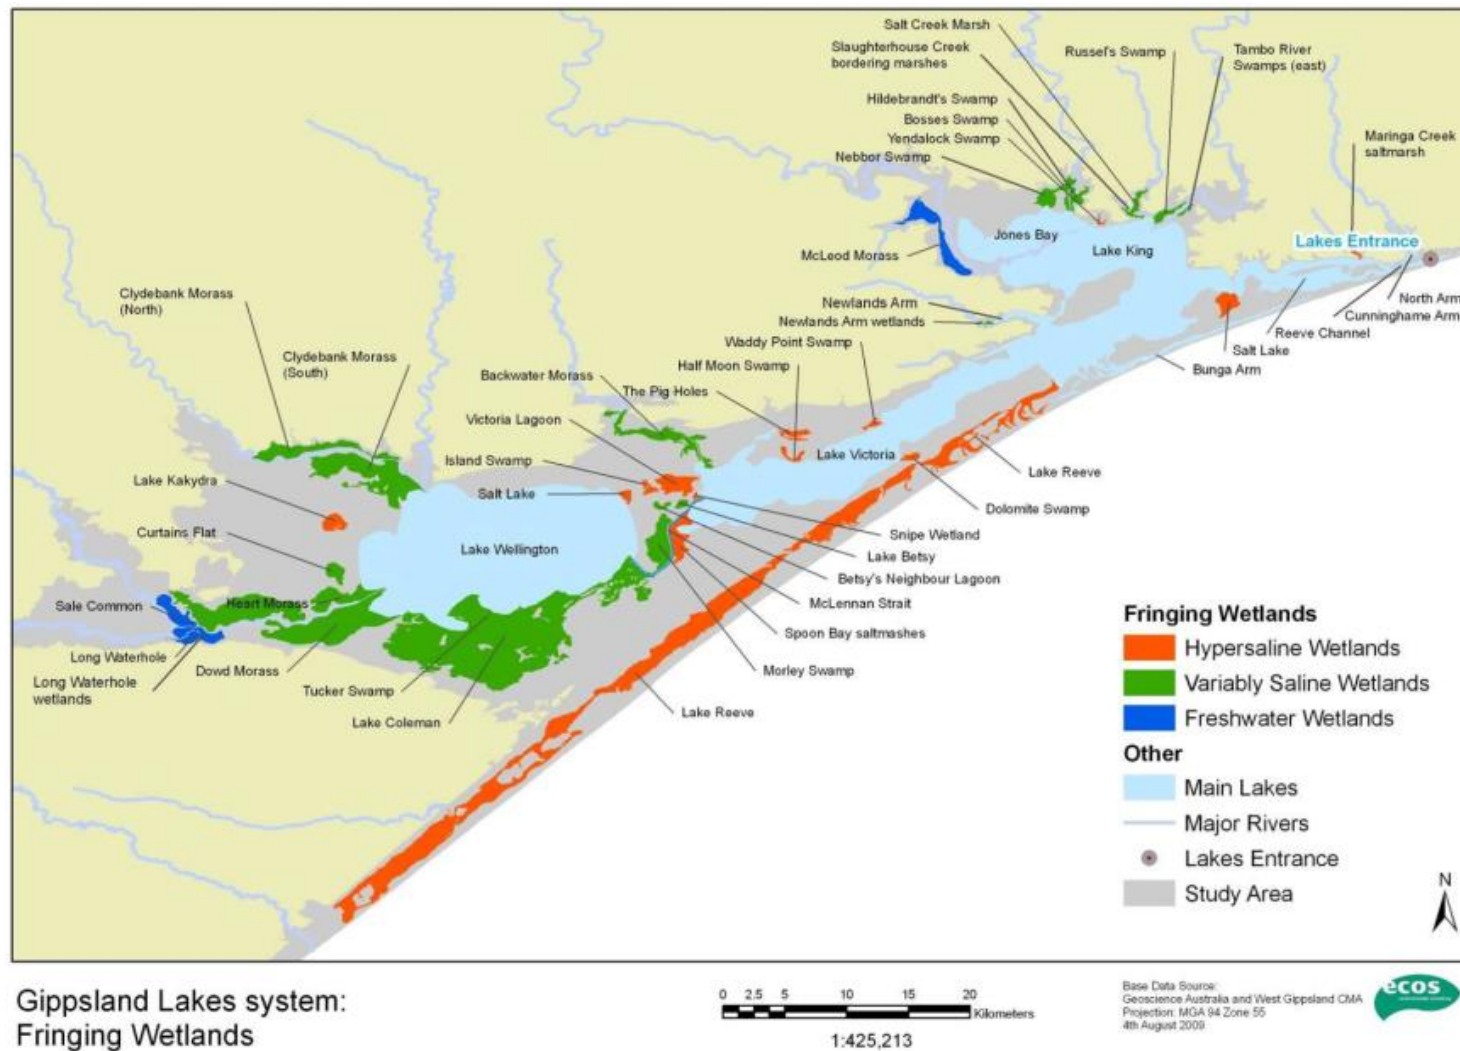 Salt Creek Marsh
Slaughterhouse Creek
bordering marshes
Russel's Swamp
Tambo River
Swamps (east)
Hildebrandt's Swamp
Bosses Swamp
Yendalock Swamp
Nebbor Swamp
Maringa Creek
saltmarsh
Jones Bay
Lake King
Lakes Entrance
McLeod Morass
North Arm
Cunninghame Arm
Reeve Channel
Salt Lake
Bunga Arm
Newlands Arm
Newlands Arm wetlands
Waddy Point Swamp
Half Moon Swamp
The Pig Holes
Backwater Morass
Victoria Lagoon
Island Swamp
Salt Lake
Clydebank Morass
(North)
Clydebank Morass
(South)
Lake Kakydra
Curtains Flat
Lake Wellington
Lake Victoria
Lake Reeve
Dolomite Swamp
Snipe Wetland
Lake Betsy
Betsy's Neighbour Lagoon
McLennan Strait
Spoon Bay saltmashes
Morley Swamp
Sale Common
Heart Morass
Long Waterhole
Long Waterhole
wetlands
Dowd Morass
Tucker Swamp
Lake Coleman
Lake Reeve
Fringing Wetlands
Hypersaline Wetlands
Variably Saline Wetlands
Freshwater Wetlands
Other
Main Lakes
Major Rivers
Lakes Entrance
Study Area
N
Gippsland Lakes system:
Fringing Wetlands
0 2.5 5 10 15 20
Kilometers
1:425,213
Base Data Source:
Geoscience Australia and West Gippsland CMA
Projection: MGA 94 Zone 55
4th August 2009
ecos